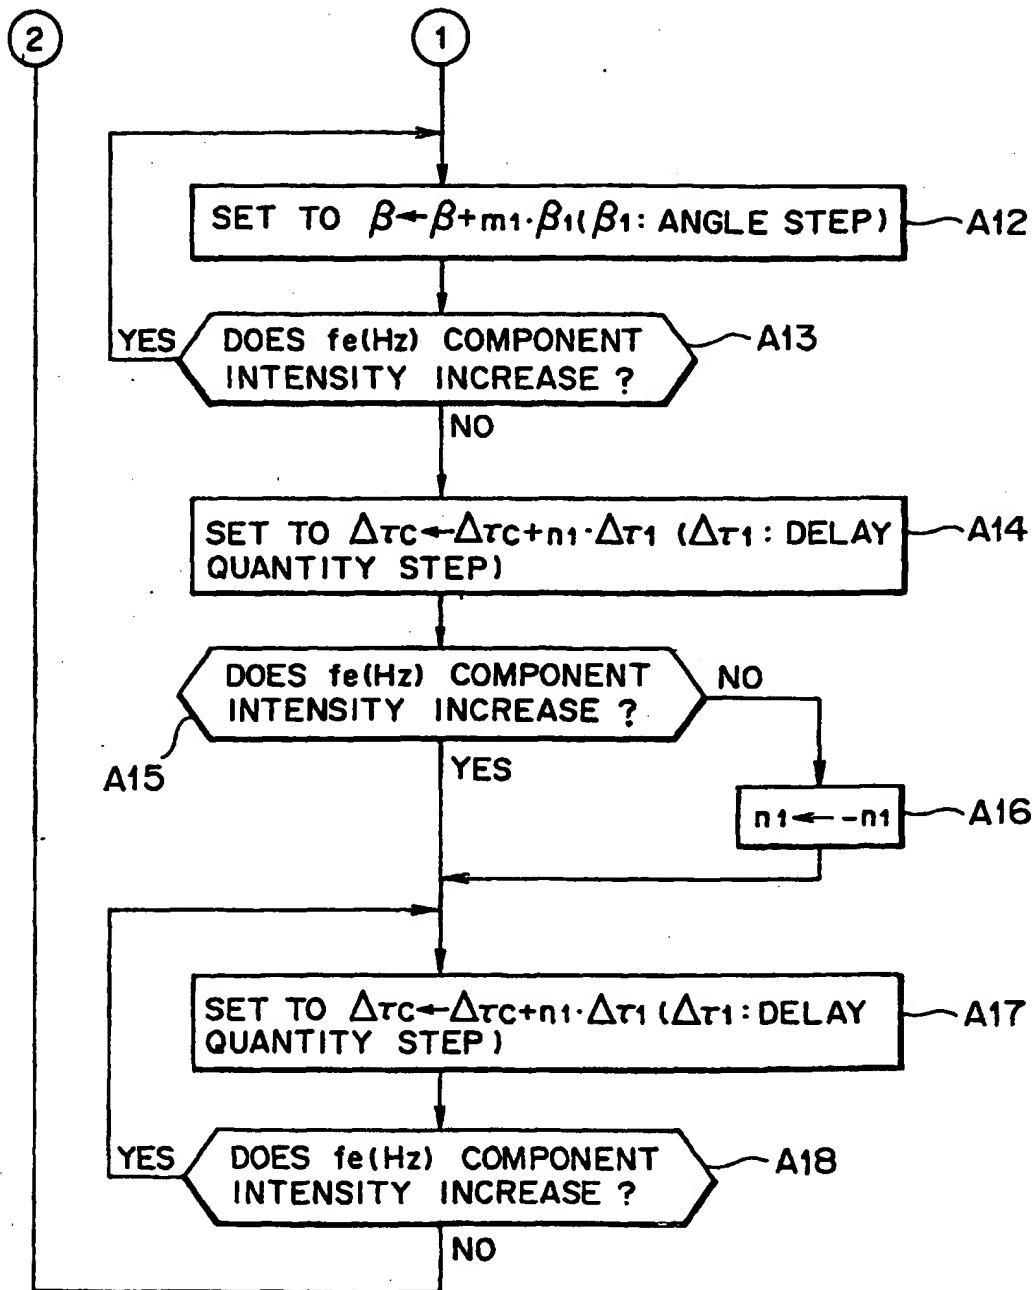 2
1
SET TO β←β+m1·β1(β1: ANGLE STEP)
A12
YES
DOES fe(Hz) COMPONENT
INTENSITY INCREASE ?
A13
NO
SET TO Δτc←Δτc+n1·Δτ1 (Δτ1: DELAY
QUANTITY STEP)
A14
DOES fe(Hz) COMPONENT
INTENSITY INCREASE ?
NO
A15
YES
n1← -n1
A16
SET TO Δτc←Δτc+n1·Δτ1 (Δτ1: DELAY
QUANTITY STEP)
A17
YES
DOES fe(Hz) COMPONENT
INTENSITY INCREASE ?
A18
NO